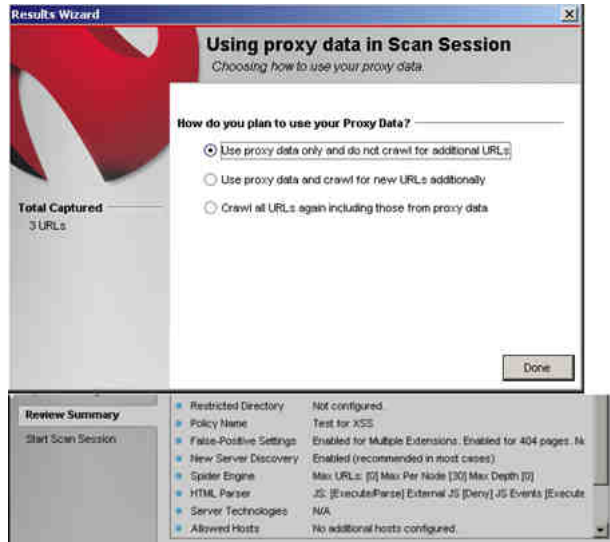 Results Wizard
Using proxy data in Scan Session
Choosing how to use your proxy data.
How do you plan to use your Proxy Data?
Use proxy data only and do not crawl for additional URLs
Use proxy data and crawl for new URLs additionally
Crawl all URLs again including those from proxy data
Total Captured
3 URLs
Done
Review Summary
Start Scan Session
Restricted Directory Not configured.
Policy Name Test for XSS
False-Positive Settings Enabled for Multiple Extensions. Enabled for 404 pages.
New Server Discovery Enabled (recommended in most cases)
Spider Engine Max URLs: [0] Max Per Node [30] Max Depth [0]
HTML Parser JS: [Execute/Parse] External JS [Deny] JS Events [Execute
Server Technologies N/A
Allowed Hosts No additional hosts configured.